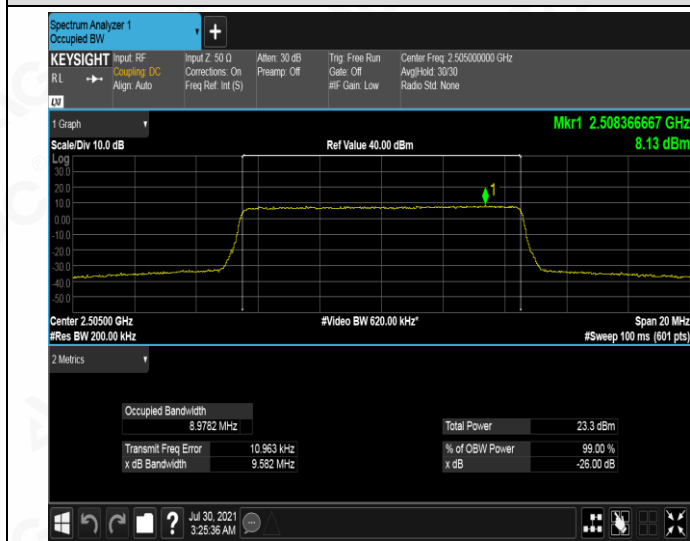 Spectrum Analyzer 1
Occupied BW
+
KEYSIGHT Input: RF Input Z: 50 Ω Atten: 30 dB Trig: Free Run Center Freq: 2.505000000 GHz
RL Coupling: DC Corrections: On Preamp: Off Gate: Off Avg|Hold: 30/30
Align: Auto Freq Ref: Int (S) #IF Gain: Low Radio Std: None
LXI
1 Graph
Mkr1 2.508366667 GHz
Scale/Div 10.0 dB Ref Value 40.00 dBm 8.13 dBm
Log
30.0
20.0
1
10.0
0.00
-10.0
-20.0
-30.0
-40.0
-50.0
Center 2.50500 GHz #Video BW 620.00 kHz* Span 20 MHz
#Res BW 200.00 kHz #Sweep 100 ms (601 pts)
2 Metrics
Occupied Bandwidth
8.9782 MHz Total Power 23.3 dBm
Transmit Freq Error 10.963 kHz % of OBW Power 99.00 %
x dB Bandwidth 9.582 MHz x dB -26.00 dB
? Jul 30, 2021
3:25:36 AM